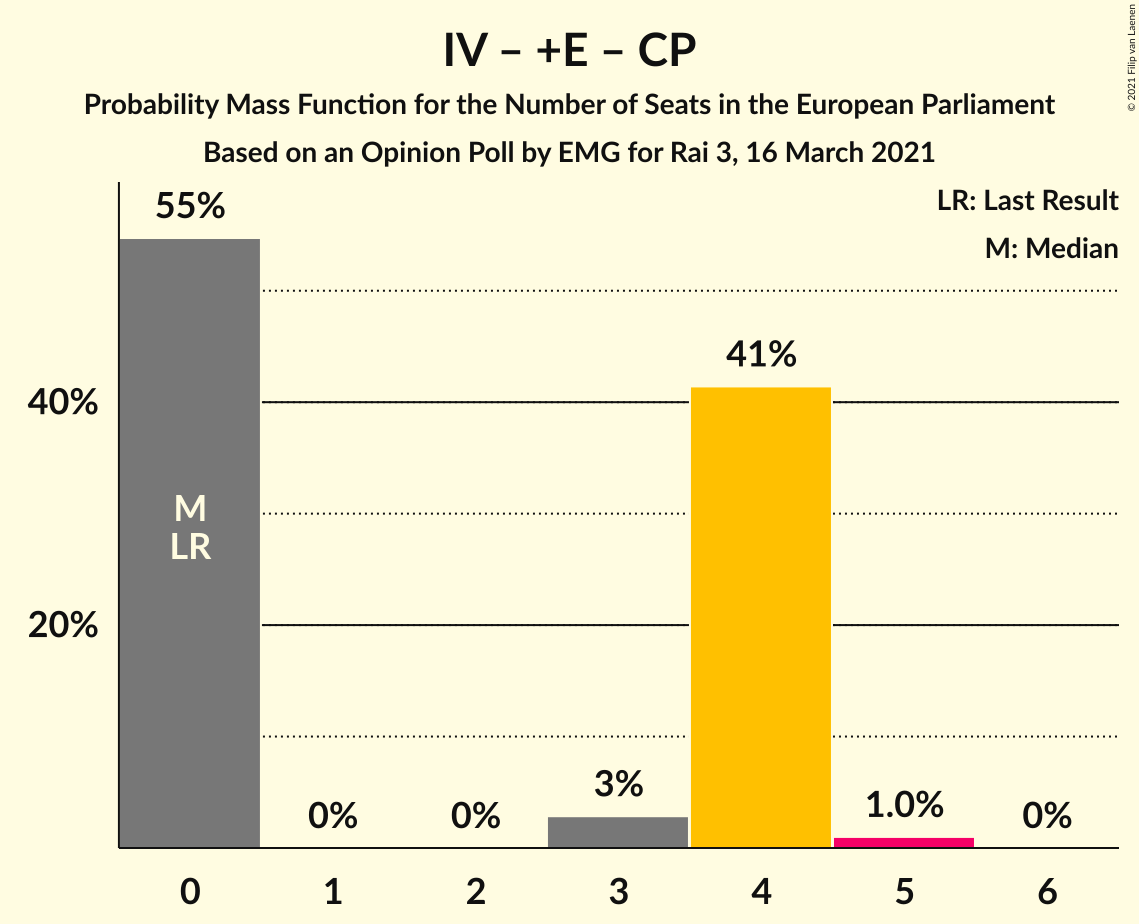 IV – +E – CP
Probability Mass Function for the Number of Seats in the European Parliament
Based on an Opinion Poll by EMG for Rai 3, 16 March 2021
© 2021 Filip van Laenen
LR: Last Result
M: Median
55%
41%
40%
M
LR
20%
3%
1.0%
0%
0%
0%
0
1
2
3
4
5
6